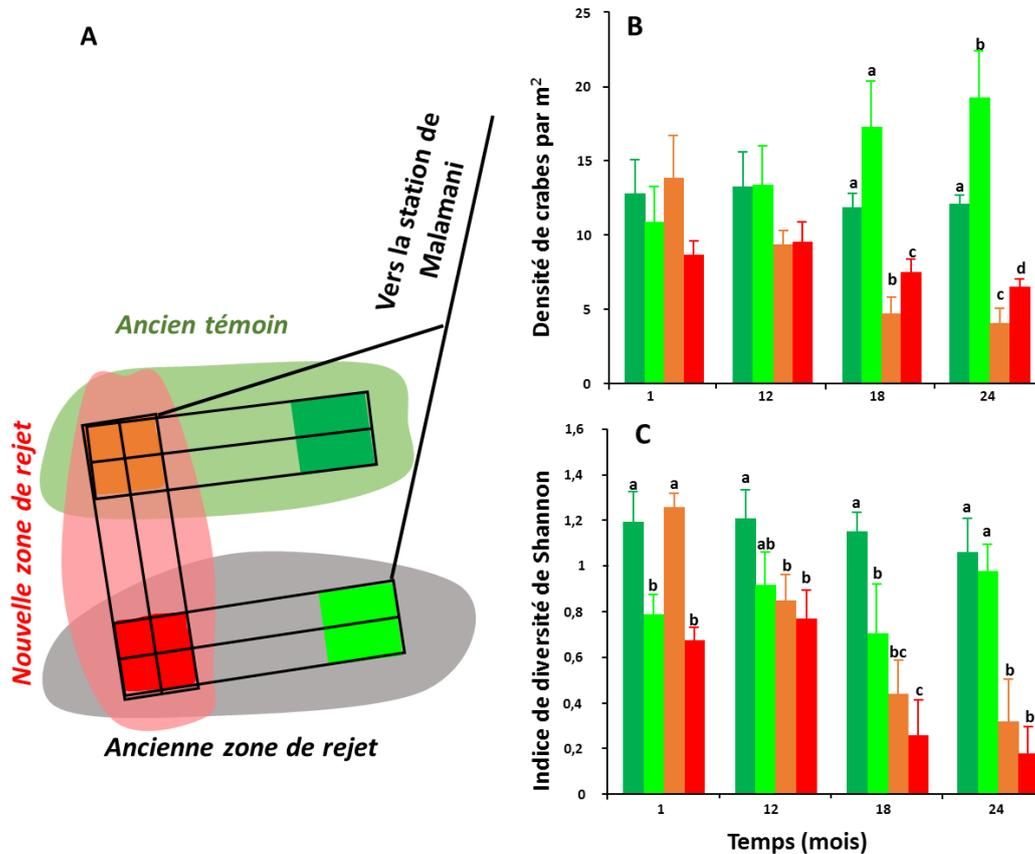 A
Vers la station de
Malamani
Ancien témoin
Nouvelle zone de rejet
Ancienne zone de rejet
B
Densité de crabes par m²
25
20
15
10
5
0
a
b
a
a
b
c
c
d
1
12
18
24
C
Indice de diversité de Shannon
1,6
1,4
1,2
1
0,8
0,6
0,4
0,2
0
a
b
a
b
a
ab
b
b
a
b
bc
c
a
a
b
b
1
12
18
24
Temps (mois)